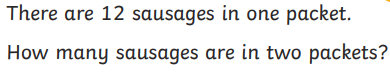 There are 12 sausages in one packet.
How many sausages are in two packets?